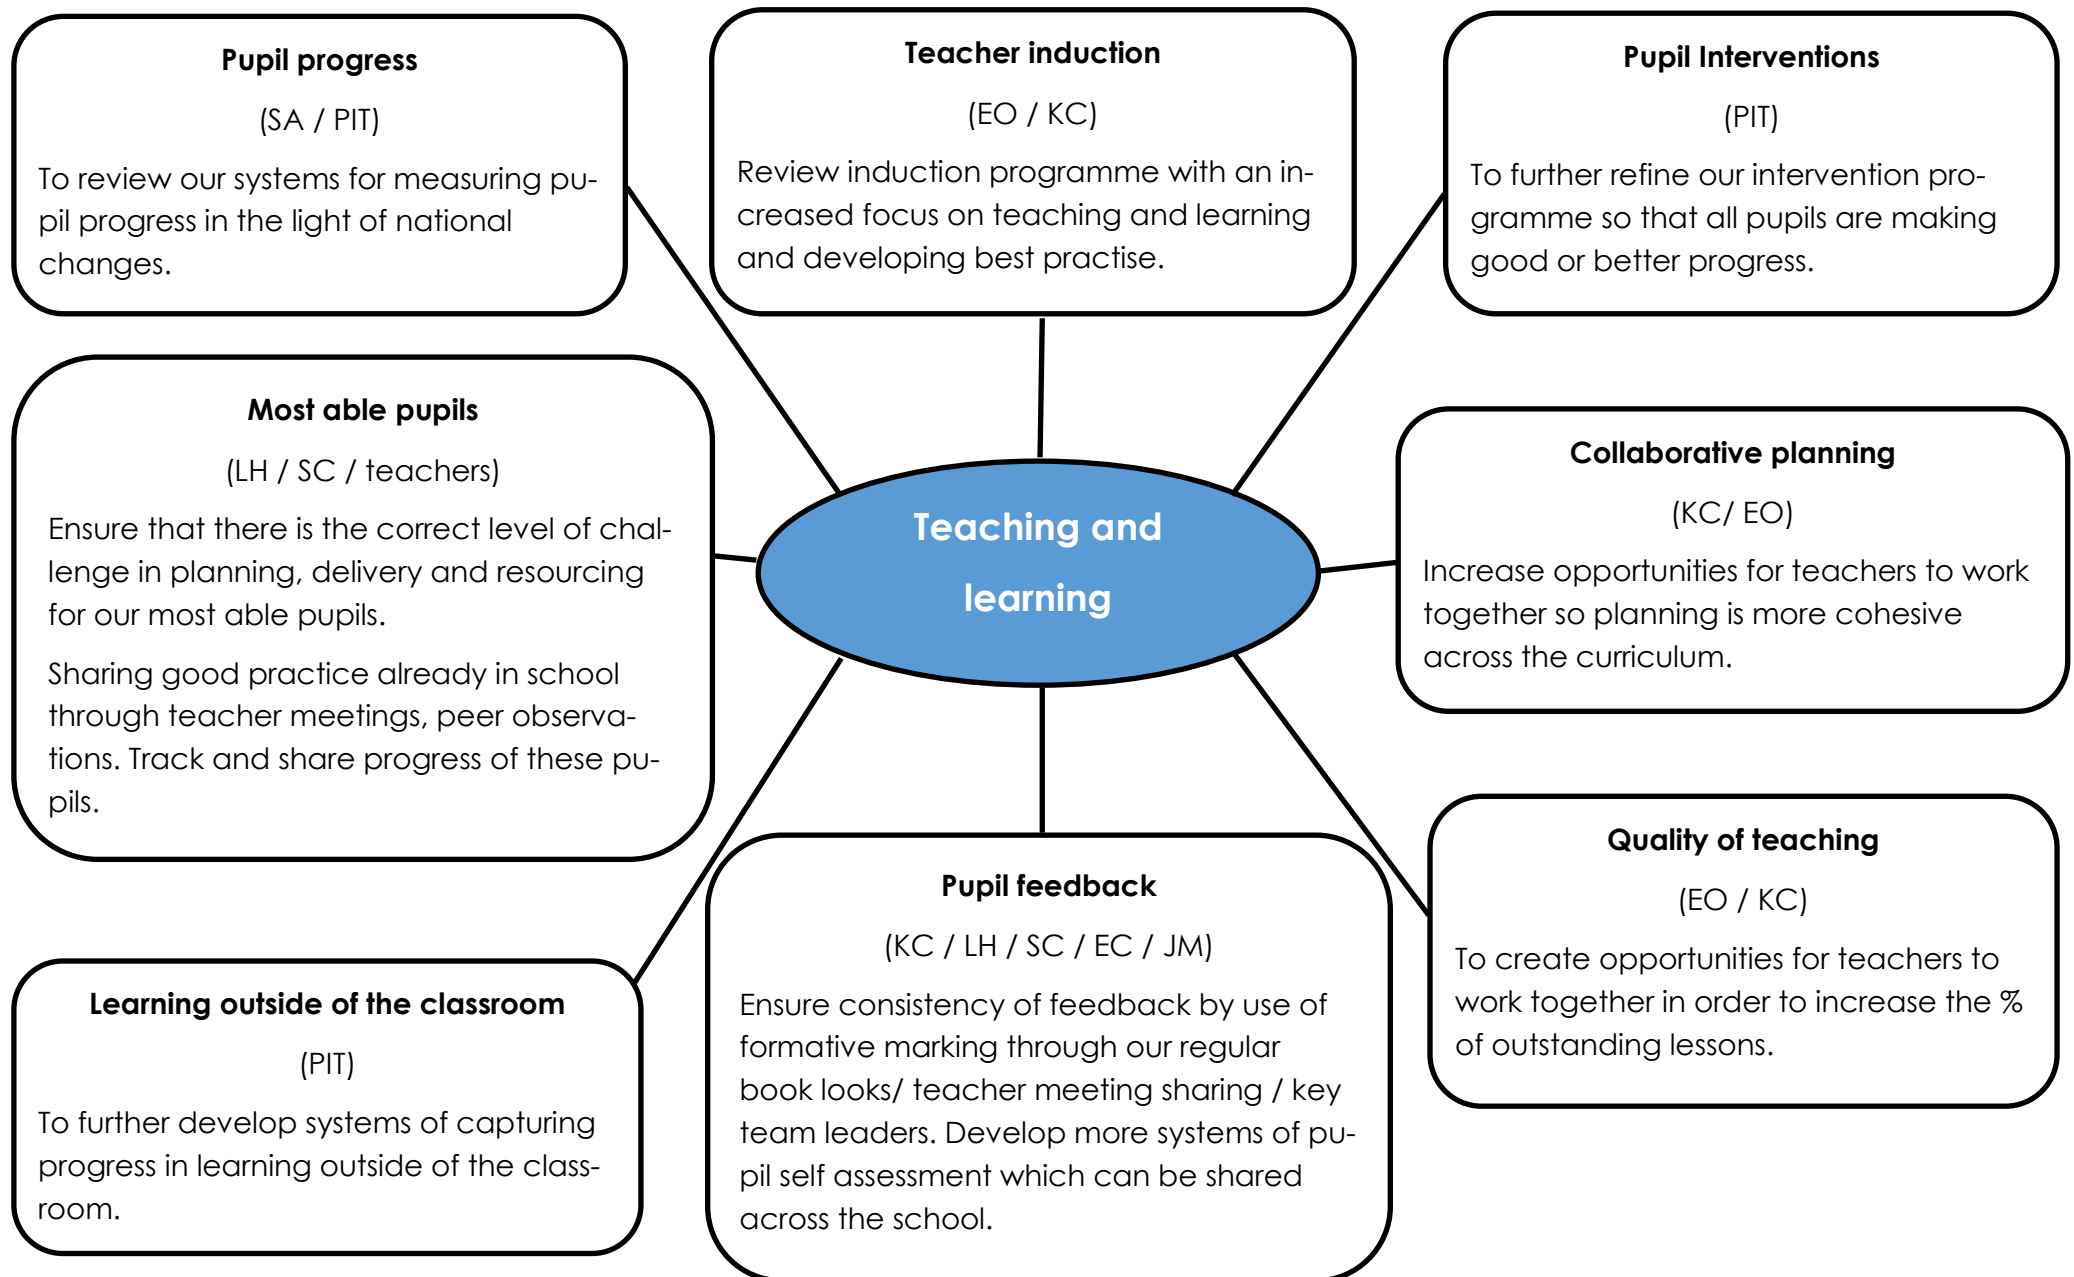 Pupil progress
(SA / PIT)
To review our systems for measuring pu-
pil progress in the light of national
changes.
Teacher induction
(EO / KC)
Review induction programme with an in-
creased focus on teaching and learning
and developing best practise.
Pupil Interventions
(PIT)
To further refine our intervention pro-
gramme so that all pupils are making
good or better progress.
Most able pupils
(LH / SC / teachers)
Ensure that there is the correct level of chal-
lenge in planning, delivery and resourcing
for our most able pupils.
Sharing good practice already in school
through teacher meetings, peer observa-
tions. Track and share progress of these pu-
pils.
Teaching and
learning
Collaborative planning
(KC/ EO)
Increase opportunities for teachers to work
together so planning is more cohesive
across the curriculum.
Learning outside of the classroom
(PIT)
To further develop systems of capturing
progress in learning outside of the class-
room.
Pupil feedback
(KC / LH / SC / EC / JM)
Ensure consistency of feedback by use of
formative marking through our regular
book looks/ teacher meeting sharing / key
team leaders. Develop more systems of pu-
pil self assessment which can be shared
across the school.
Quality of teaching
(EO / KC)
To create opportunities for teachers to
work together in order to increase the %
of outstanding lessons.